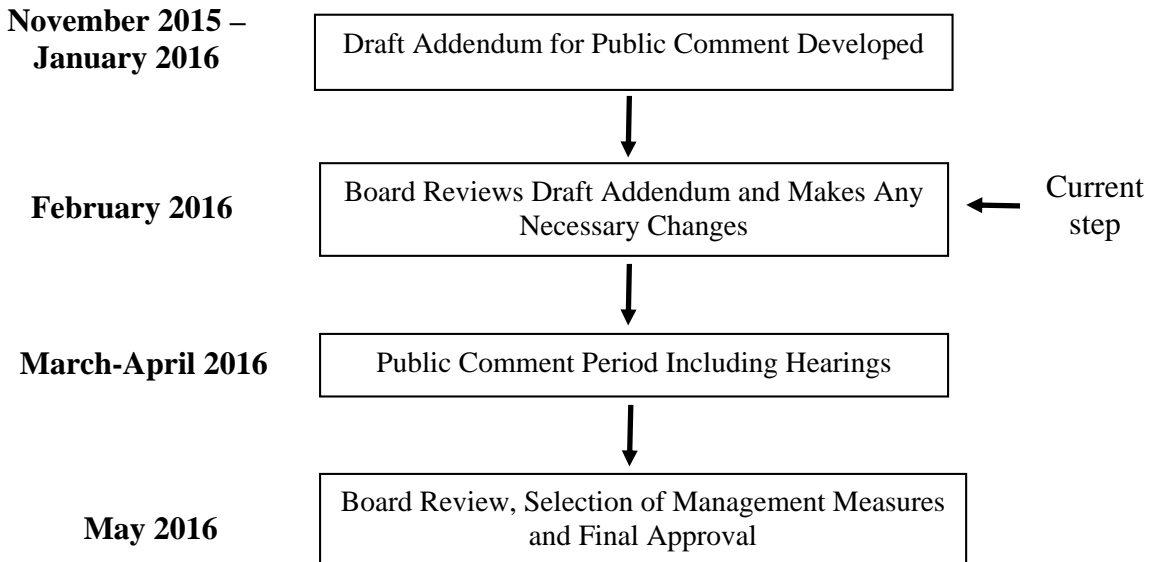 November 2015 –
January 2016
Draft Addendum for Public Comment Developed
February 2016
Board Reviews Draft Addendum and Makes Any
Necessary Changes
Current
step
March-April 2016
Public Comment Period Including Hearings
May 2016
Board Review, Selection of Management Measures
and Final Approval